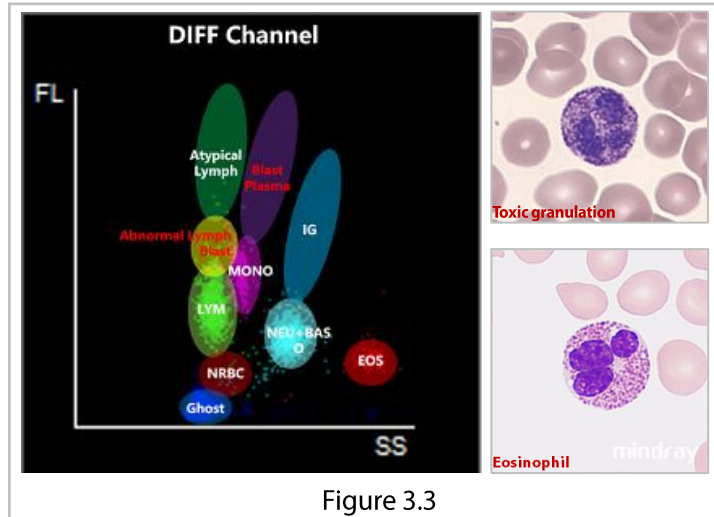 DIFF Channel
FL
Atypical
Lymph
Blast
Plasma
IG
Abnormal Lymph
Blast
MONO
LYM
NEU+BAS
O
NRBC
EOS
Ghost
SS
Toxic granulation
mindray
Eosinophil
Figure 3.3